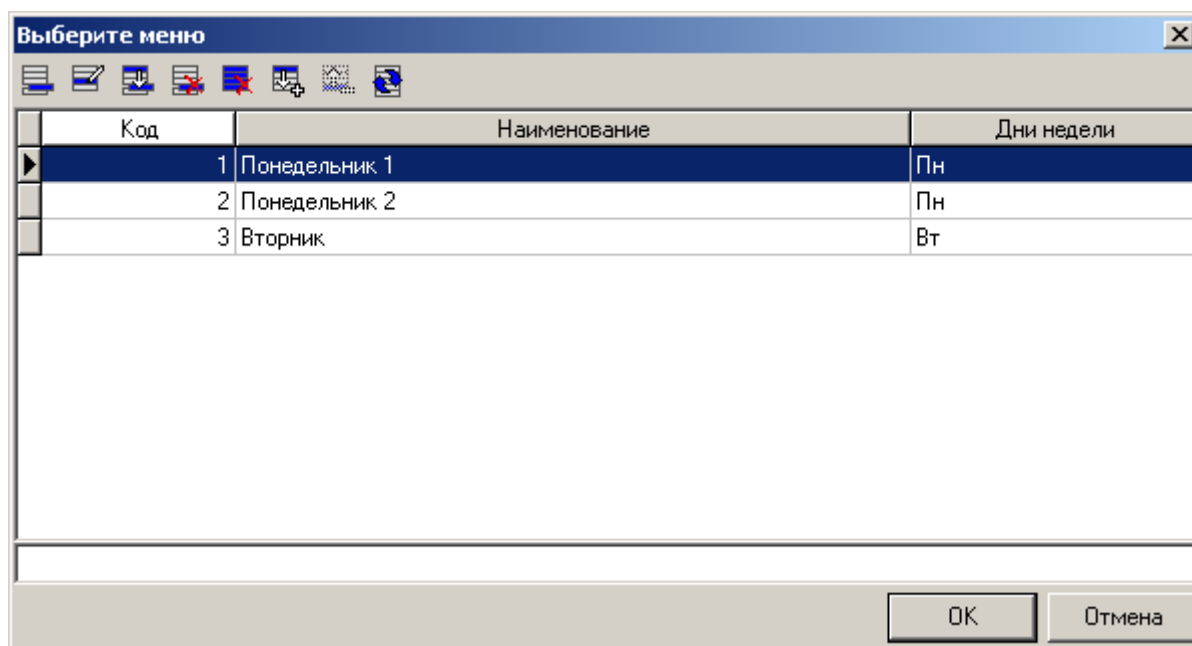 Выберите меню
Код Наименование Дни недели
1 Понедельник 1 Пн
2 Понедельник 2 Пн
3 Вторник Вт
OK Отмена